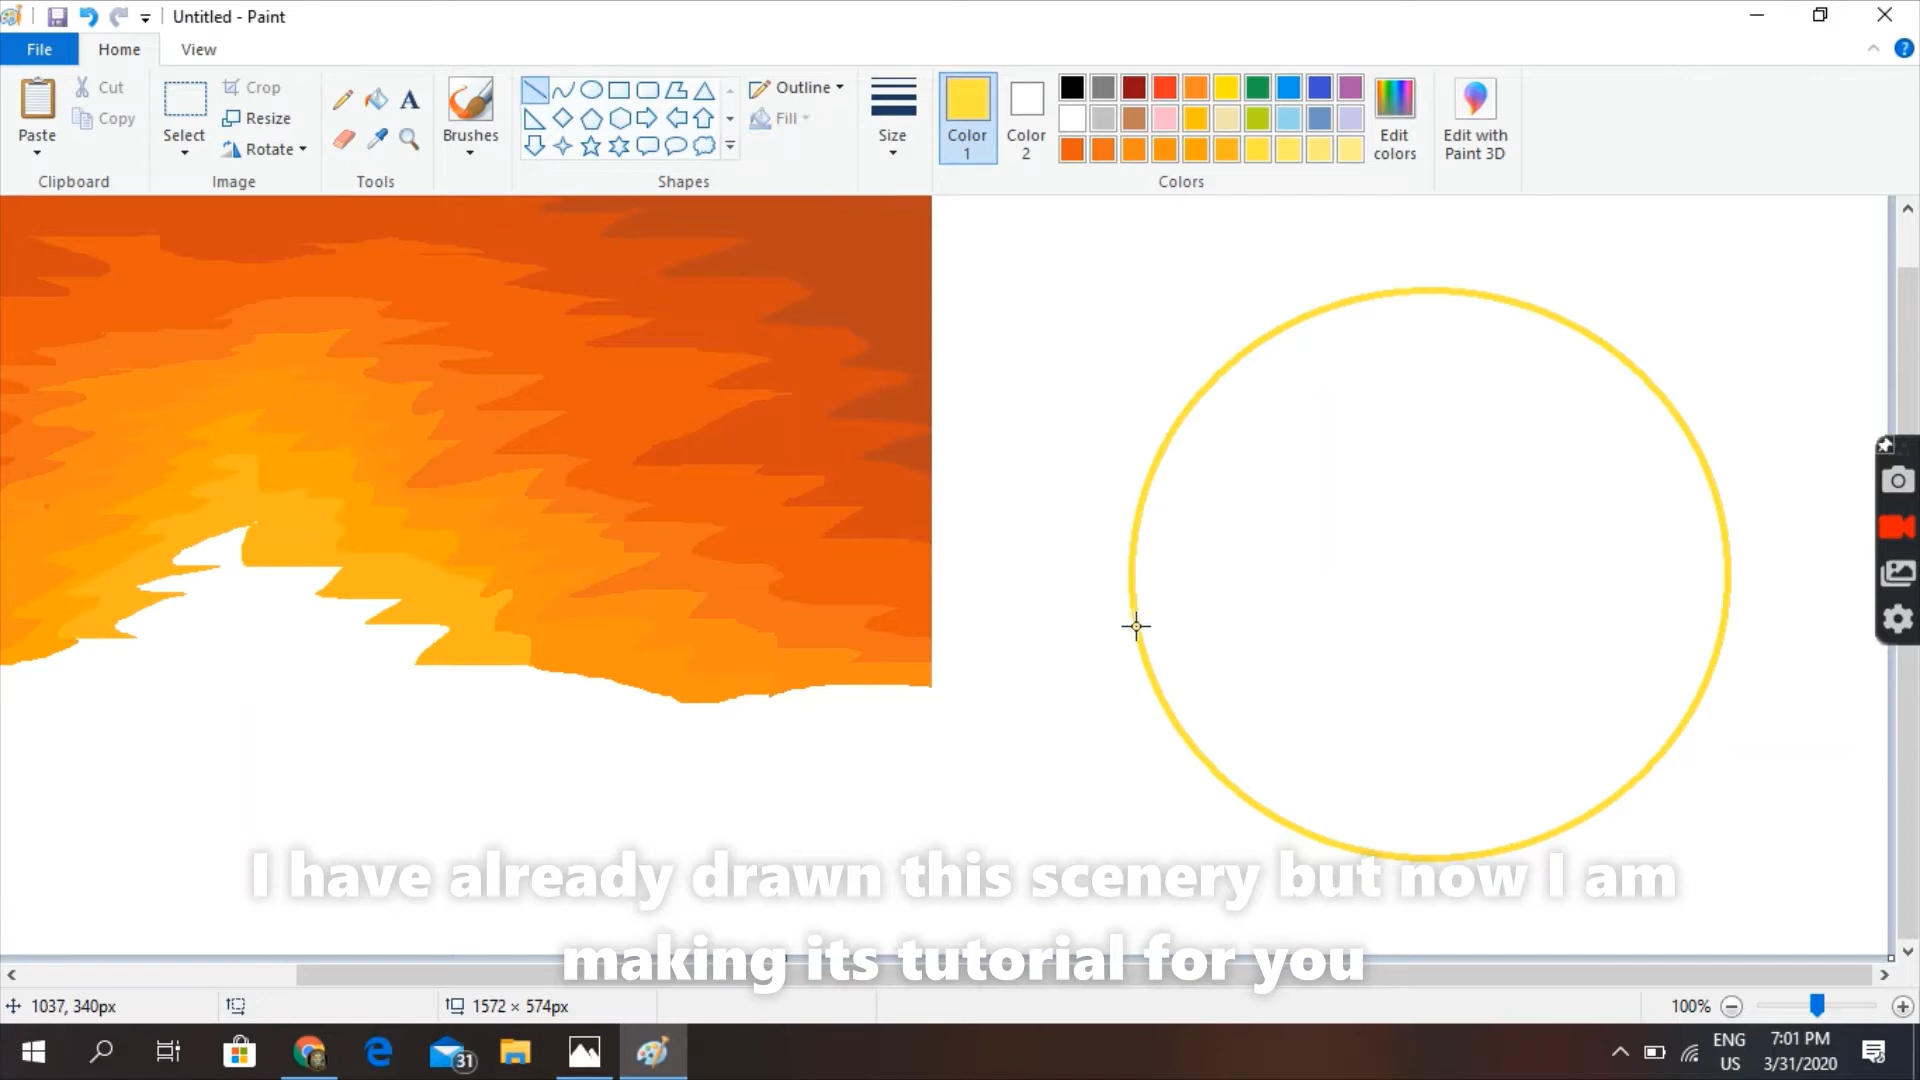 Untitled - Paint
File Home View
Paste
Cut
Copy
Clipboard
Select
Crop
Resize
Rotate
Image
A
Tools
Brushes
Shapes
Outline
Fill
Size
Color 1
Color 2
Colors
Edit colors
Edit with Paint 3D
I have already drawn this scenery but now I am
making its tutorial for you
1037, 340px
1572 × 574px
100%
31
ENG
US
7:01 PM
3/31/2020